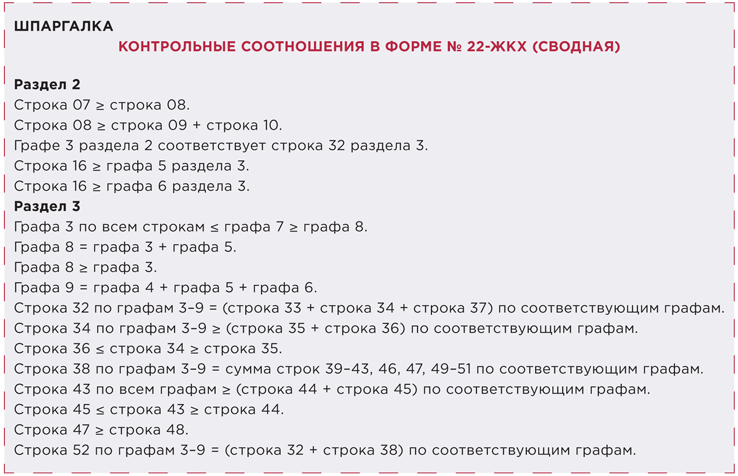 ШПАРГАЛКА
КОНТРОЛЬНЫЕ СООТНОШЕНИЯ В ФОРМЕ № 22-ЖКХ (СВОДНАЯ)
Раздел 2
Строка 07 ≥ строка 08.
Строка 08 ≥ строка 09 + строка 10.
Графе 3 раздела 2 соответствует строка 32 раздела 3.
Строка 16 ≥ графа 5 раздела 3.
Строка 16 ≥ графа 6 раздела 3.
Раздел 3
Графа 3 по всем строкам ≤ графа 7 ≥ графа 8.
Графа 8 = графа 3 + графа 5.
Графа 8 ≥ графа 3.
Графа 9 = графа 4 + графа 5 + графа 6.
Строка 32 по графам 3–9 = (строка 33 + строка 34 + строка 37) по соответствующим графам.
Строка 34 по графам 3–9 ≥ (строка 35 + строка 36) по соответствующим графам.
Строка 36 ≤ строка 34 ≥ строка 35.
Строка 38 по графам 3–9 = сумма строк 39–43, 46, 47, 49–51 по соответствующим графам.
Строка 43 по всем графам ≥ (строка 44 + строка 45) по соответствующим графам.
Строка 45 ≤ строка 43 ≥ строка 44.
Строка 47 ≥ строка 48.
Строка 52 по графам 3–9 = (строка 32 + строка 38) по соответствующим графам.